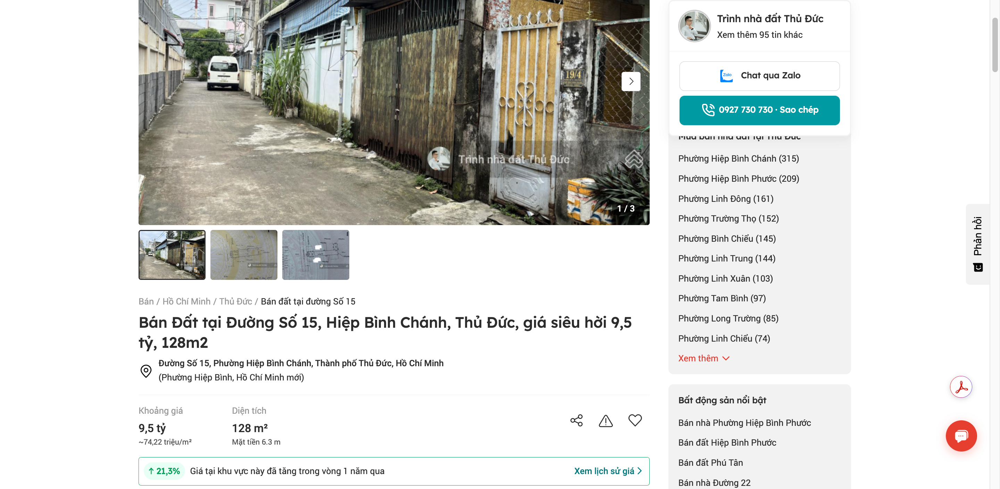 19/4
Trình nhà đất Thủ Đức
1 / 3
Bán / Hồ Chí Minh / Thủ Đức / Bán đất tại đường Số 15
Bán Đất tại Đường Số 15, Hiệp Bình Chánh, Thủ Đức, giá siêu hời 9,5
tỷ, 128m2
Đường Số 15, Phường Hiệp Bình Chánh, Thành phố Thủ Đức, Hồ Chí Minh
(Phường Hiệp Bình, Hồ Chí Minh mới)
Khoảng giá
9,5 tỷ
~74,22 triệu/m²
Diện tích
128 m²
Mặt tiền 6.3 m
21,3% Giá tại khu vực này đã tăng trong vòng 1 năm qua
Xem lịch sử giá
Trình nhà đất Thủ Đức
Xem thêm 95 tin khác
Zalo Chat qua Zalo
0927 730 730 · Sao chép
Mua bán nhà đất tại Thủ Đức
Phường Hiệp Bình Chánh (315)
Phường Hiệp Bình Phước (209)
Phường Linh Đông (161)
Phường Trường Thọ (152)
Phường Bình Chiểu (145)
Phường Linh Trung (144)
Phường Linh Xuân (103)
Phường Tam Bình (97)
Phường Long Trường (85)
Phường Linh Chiểu (74)
Xem thêm
Bất động sản nổi bật
Bán nhà Phường Hiệp Bình Phước
Bán đất Hiệp Bình Phước
Bán đất Phú Tân
Bán nhà Đường 22
Phản hồi